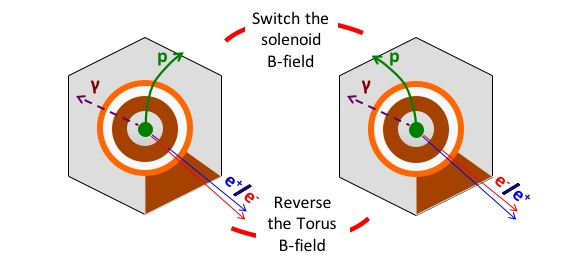 Switch the
solenoid
B-field
p
γ
e⁺/e⁻
p
γ
e⁻/e⁺
Reverse
the Torus
B-field